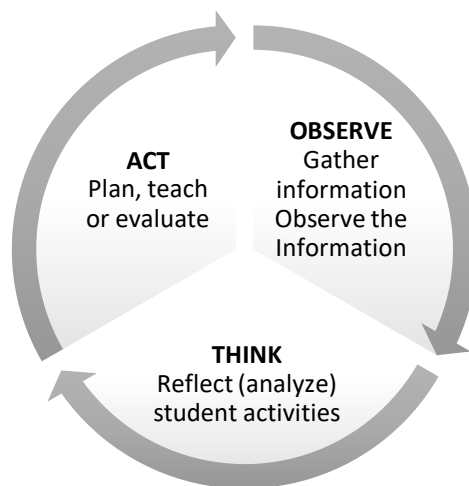 ACT
Plan, teach
or evaluate
OBSERVE
Gather
information
Observe the
Information
THINK
Reflect (analyze)
student activities